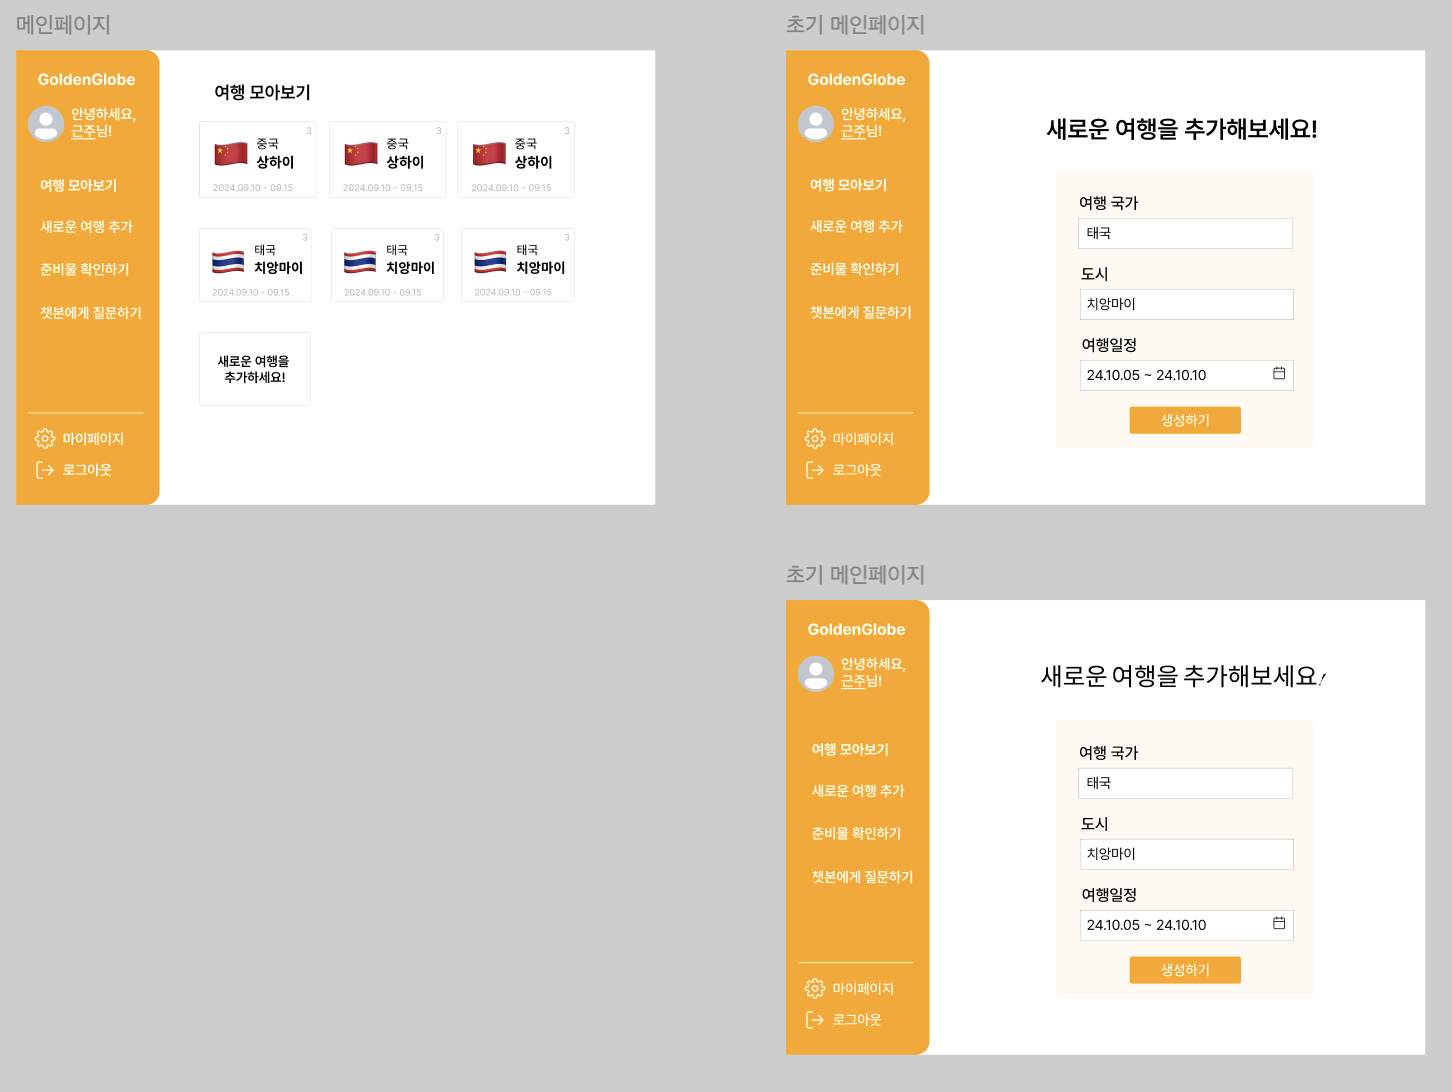 메인페이지
GoldenGlobe
안녕하세요,
근주님!
여행 모아보기
새로운 여행 추가
준비물 확인하기
챗본에게 질문하기
마이페이지
로그아웃
여행 모아보기
3
중국
상하이
2024.09.10 - 09.15
3
중국
상하이
2024.09.10 - 09.15
3
중국
상하이
2024.09.10 - 09.15
3
태국
치앙마이
2024.09.10 - 09.15
3
태국
치앙마이
2024.09.10 - 09.15
3
태국
치앙마이
2024.09.10 - 09.15
새로운 여행을
추가하세요!
초기 메인페이지
GoldenGlobe
안녕하세요,
근주님!
여행 모아보기
새로운 여행 추가
준비물 확인하기
챗본에게 질문하기
마이페이지
로그아웃
새로운 여행을 추가해보세요!
여행 국가
태국
도시
치앙마이
여행일정
24.10.05 ~ 24.10.10
생성하기
초기 메인페이지
GoldenGlobe
안녕하세요,
근주님!
여행 모아보기
새로운 여행 추가
준비물 확인하기
챗본에게 질문하기
마이페이지
로그아웃
새로운 여행을 추가해보세요!
여행 국가
태국
도시
치앙마이
여행일정
24.10.05 ~ 24.10.10
생성하기